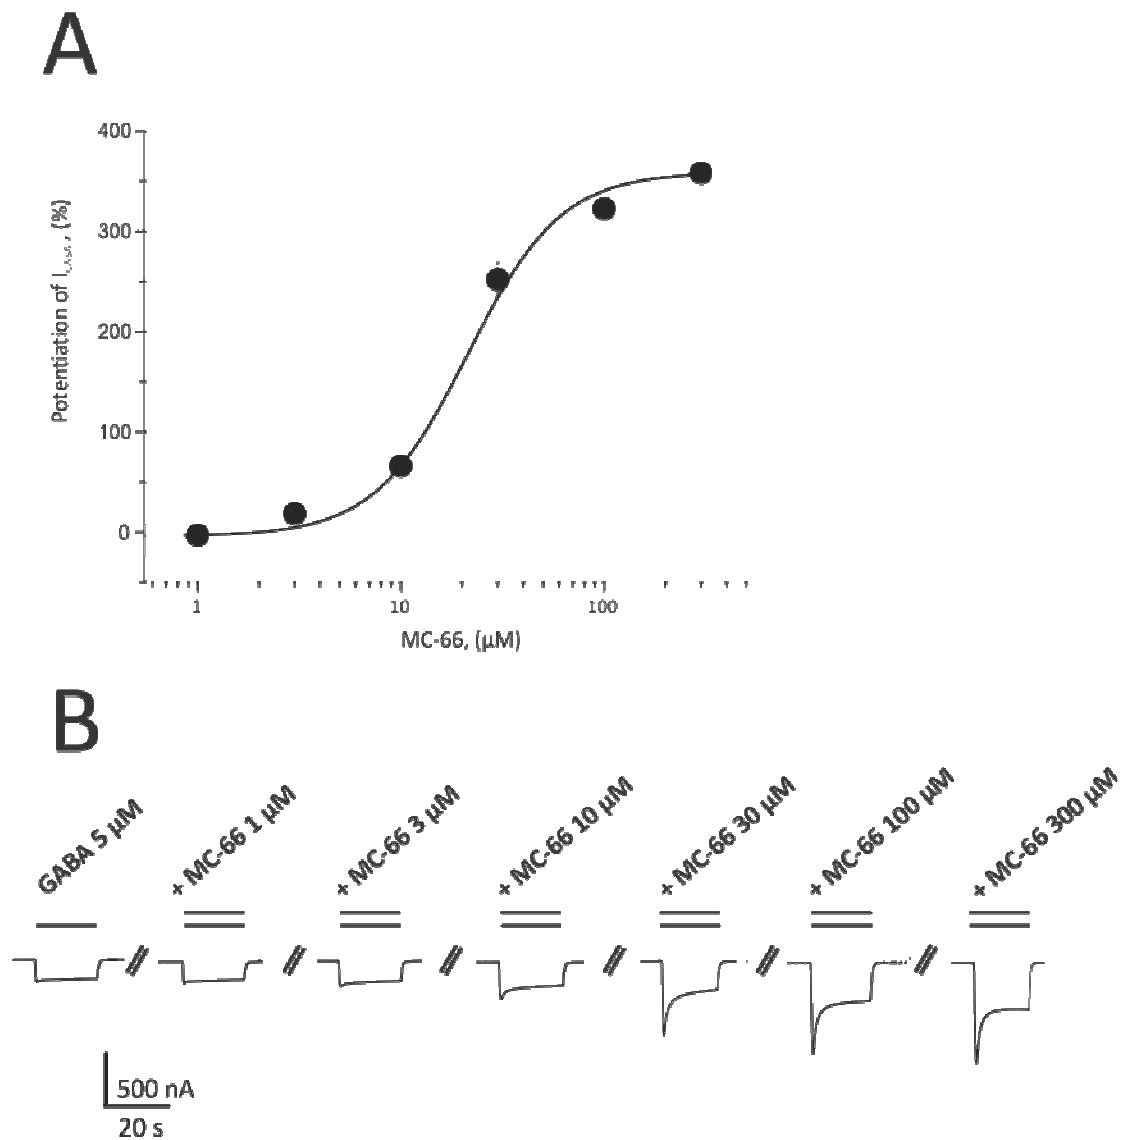 A
400
300
200
100
0
Potentiation of I , (%)
1 10 100
MC-66, (µM)
B
GABA 5 µM
+ MC-66 1 µM
+ MC-66 3 µM
+ MC-66 10 µM
+ MC-66 30 µM
+ MC-66 100 µM
+ MC-66 300 µM
500 nA
20 s